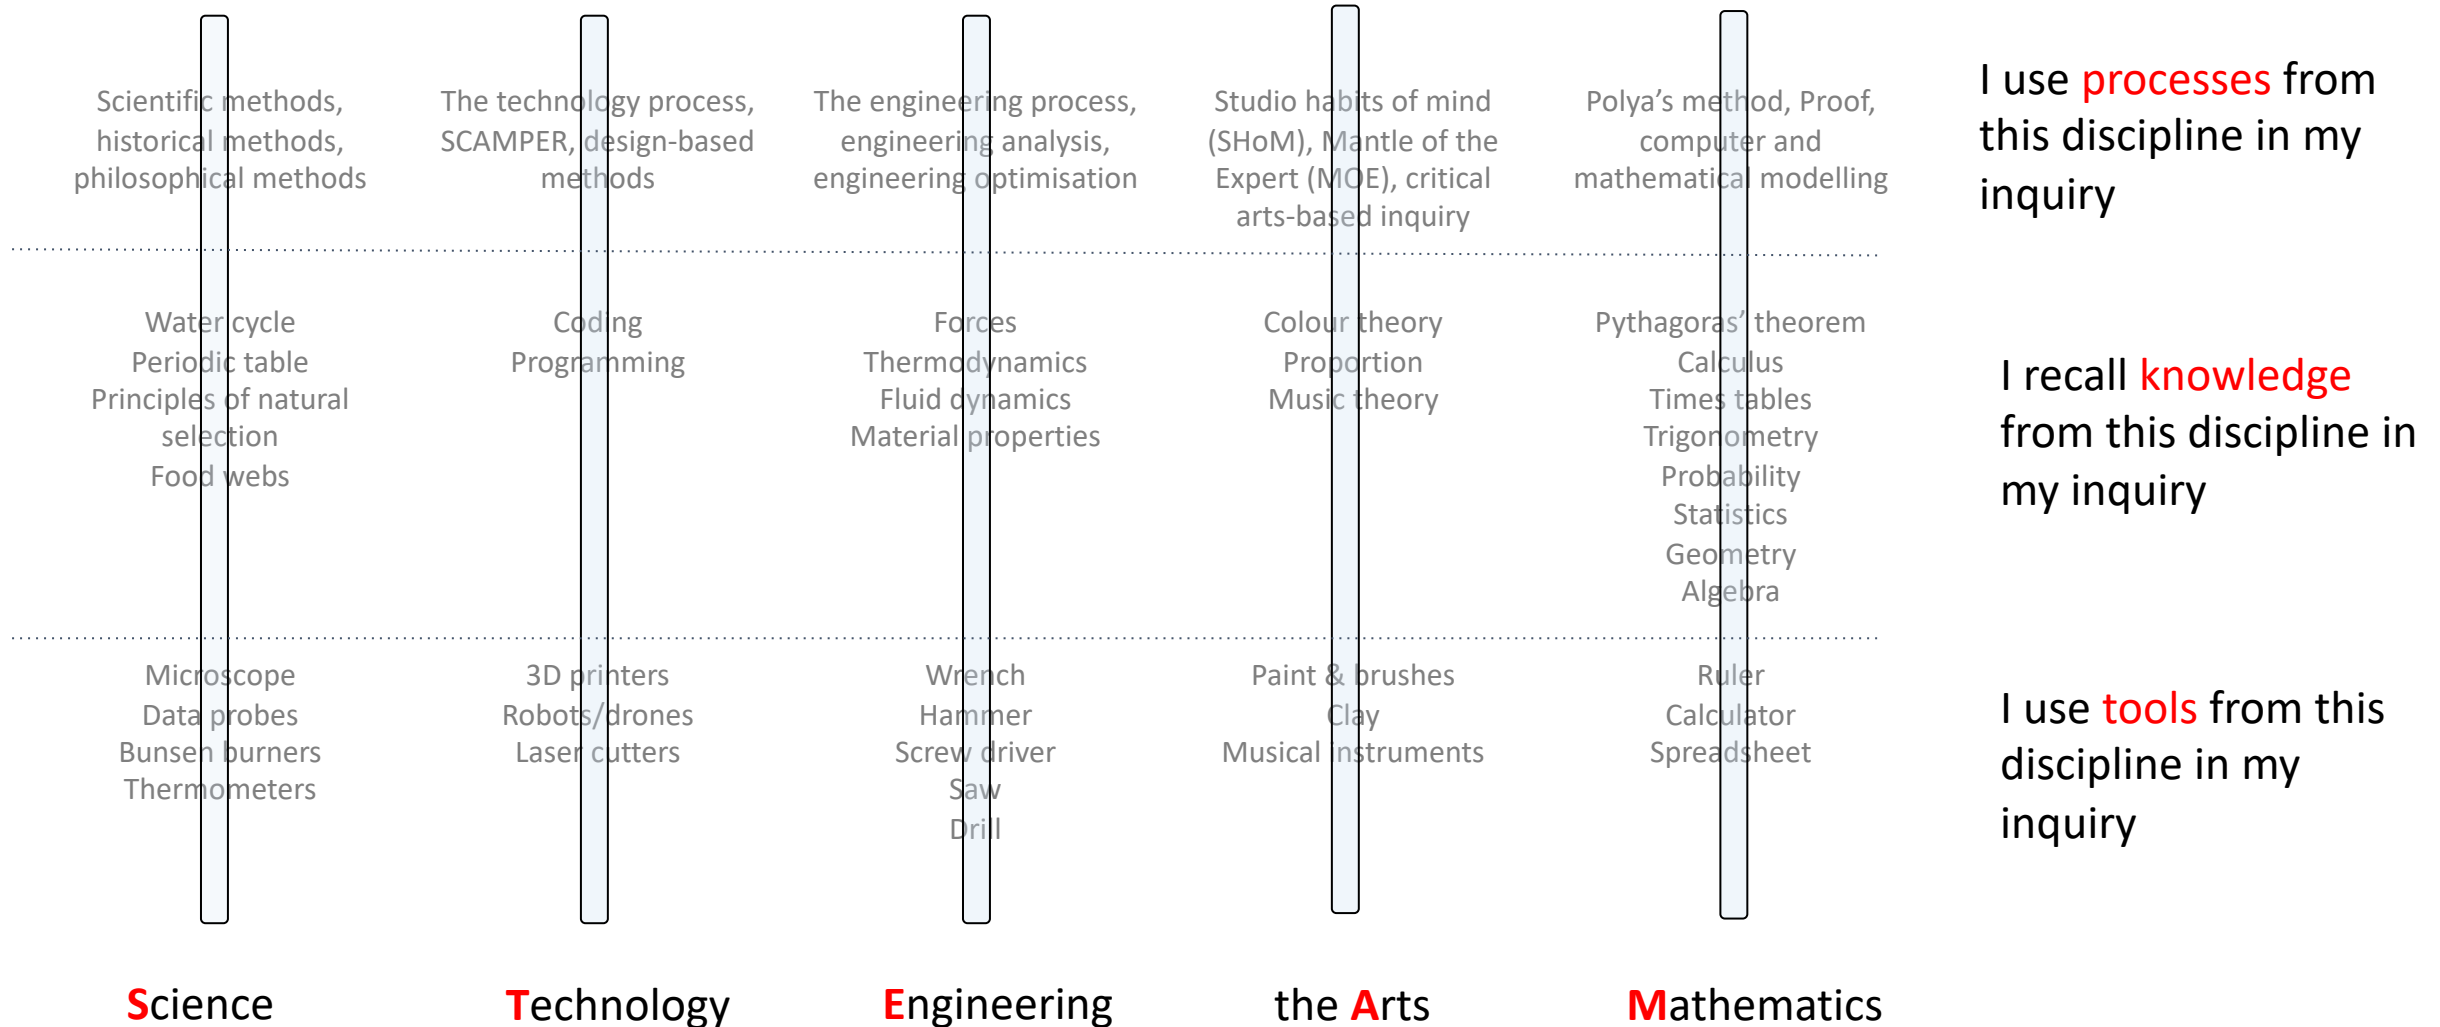 Scientific methods,
historical methods,
philosophical methods
The technology process,
SCAMPER, design-based
methods
The engineering process,
engineering analysis,
engineering optimisation
Studio habits of mind
(SHoM), Mantle of the
Expert (MOE), critical
arts-based inquiry
Polya's method, Proof,
computer and
mathematical modelling
I use processes from
this discipline in my
inquiry
Water cycle
Periodic table
Principles of natural
selection
Food webs
Coding
Programming
Forces
Thermodynamics
Fluid dynamics
Material properties
Colour theory
Proportion
Music theory
Pythagoras' theorem
Calculus
Times tables
Trigonometry
Probability
Statistics
Geometry
Algebra
I recall knowledge
from this discipline in
my inquiry
Microscope
Data probes
Bunsen burners
Thermometers
3D printers
Robots/drones
Laser cutters
Wrench
Hammer
Screw driver
Saw
Drill
Paint & brushes
Clay
Musical instruments
Ruler
Calculator
Spreadsheet
I use tools from this
discipline in my
inquiry
Science
Technology
Engineering
the Arts
Mathematics